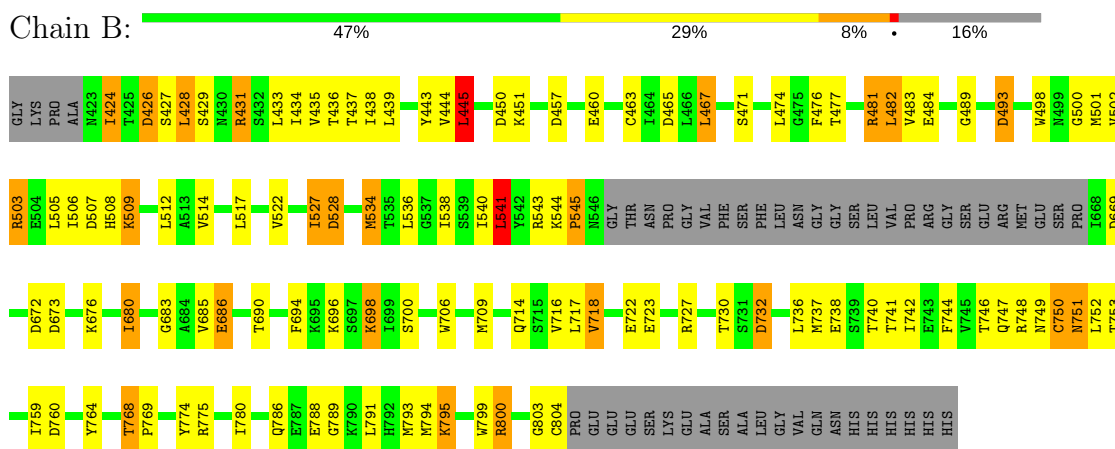 Chain B:
47% 29% 8% • 16%
GLY LYS PRO ALA N423 I424 T425 D426 S427 L428 S429 N430 R431 S432 L433 I434 V435 T436 T437 I438 L439 Y443 V444 L445 D450 K451 D457 E460 C463 I464 D465 L466 L467 S471 L474 G475 F476 T477 R481 L482 V483 E484 G489 D493 W498 N499 G500 M501 V502
R503 E504 L505 I506 D507 H508 K509 L512 A513 V514 L517 V522 I527 D528 M534 T535 L536 G537 I538 S539 I540 L541 Y542 R543 K544 P545 N546 GLY THR ASN PRO GLY VAL PHE SER PHE LEU ASN GLY GLY SER LEU VAL PRO ARG GLY SER GLU ARG MET GLU SER PRO I668 D669
D672 D673 K676 I680 G683 A684 V685 E686 T690 F694 K695 K696 S697 K698 I699 S700 W706 M709 Q714 S715 V716 L717 V718 E722 E723 R727 T730 S731 D732 L736 M737 E738 S739 T740 T741 I742 E743 F744 V745 T746 Q747 R748 N749 C750 N751 L752 T753
I759 D760 Y764 T768 P769 Y774 R775 I780 Q786 E787 E788 G789 K790 L791 H792 M793 M794 K795 W799 R800 G803 C804 PRO GLU GLU GLU SER LYS GLU ALA SER ALA LEU GLY VAL GLN ASN HIS HIS HIS HIS HIS HIS